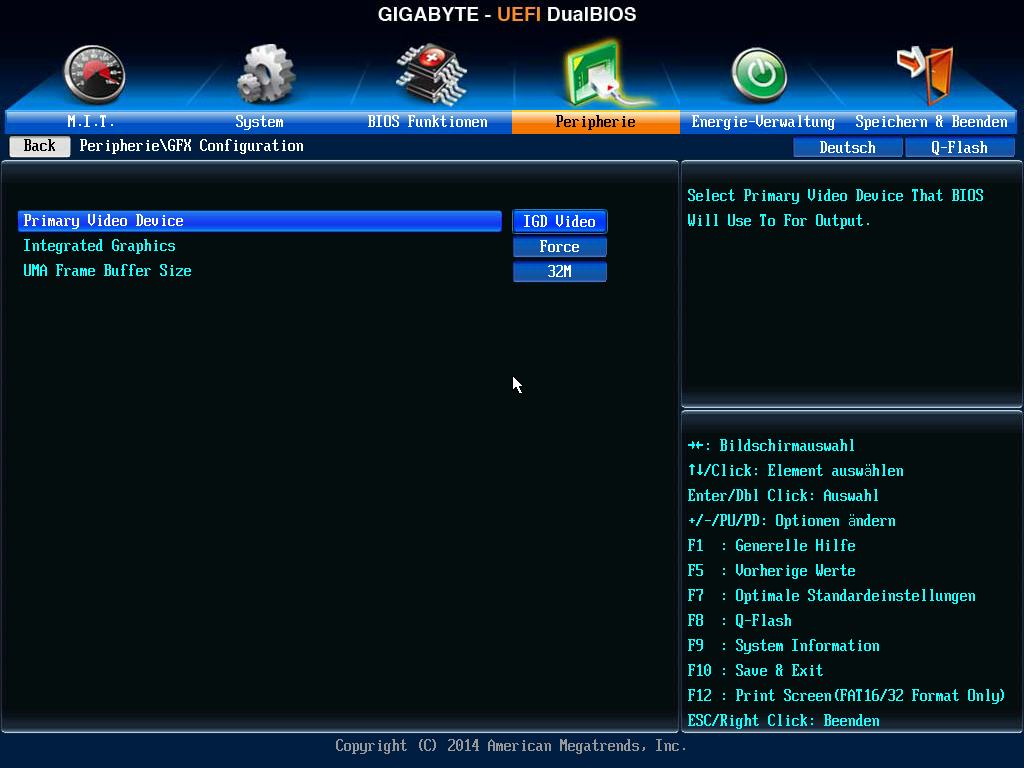 GIGABYTE - UEFI DualBIOS
M.I.T. System BIOS Funktionen Peripherie Energie-Verwaltung Speichern & Beenden
Back Peripherie\GFX Configuration Deutsch Q-Flash
Primary Video Device IGD Video
Integrated Graphics Force
UMA Frame Buffer Size 32M
Select Primary Video Device That BIOS
Will Use To For Output.
→←: Bildschirmauswahl
↑↓/Click: Element auswählen
Enter/Dbl Click: Auswahl
+/-/PU/PD: Optionen ändern
F1 : Generelle Hilfe
F5 : Vorherige Werte
F7 : Optimale Standardeinstellungen
F8 : Q-Flash
F9 : System Information
F10 : Save & Exit
F12 : Print Screen(FAT16/32 Format Only)
ESC/Right Click: Beenden
Copyright (C) 2014 American Megatrends, Inc.